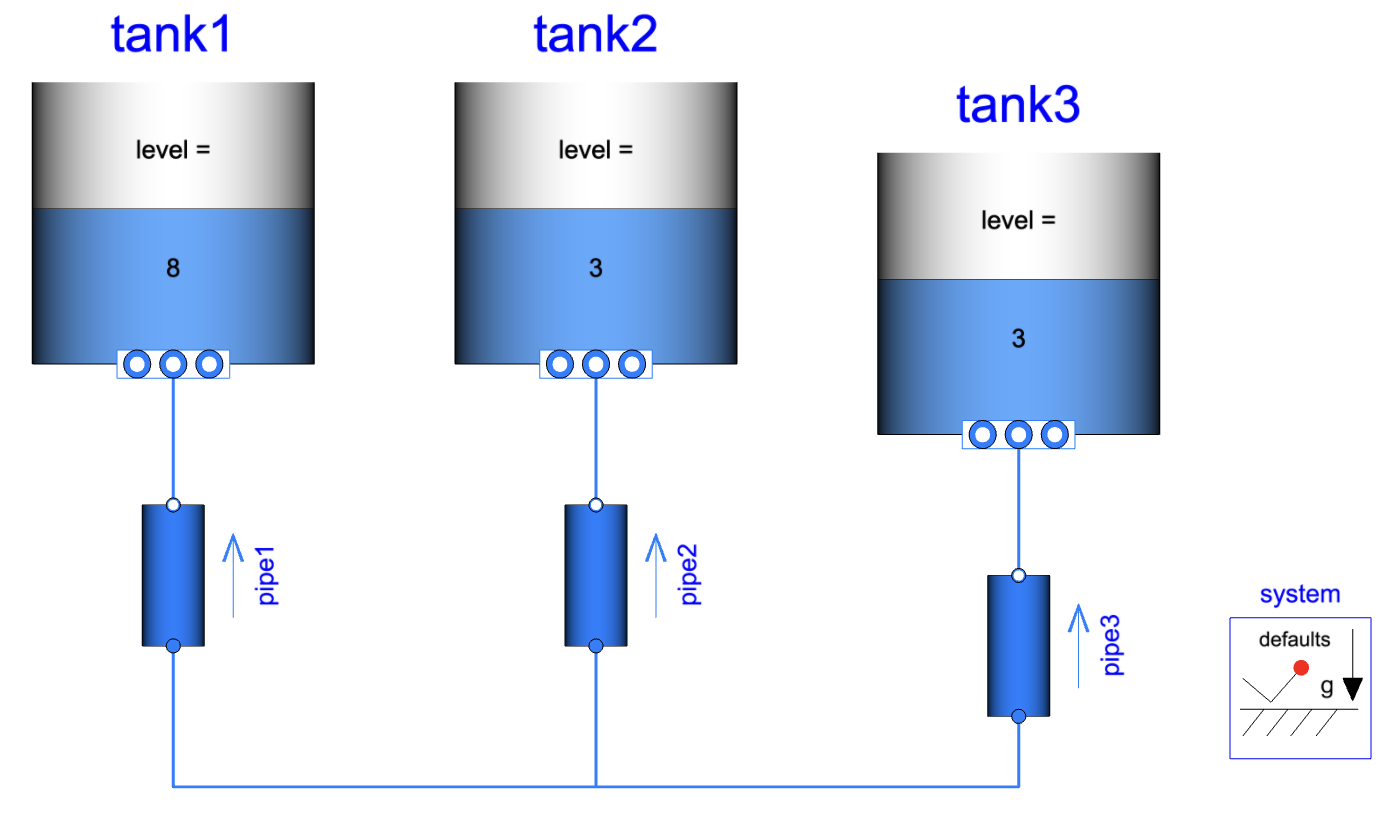 tank1
tank2
tank3
level =
level =
level =
8
3
3
pipe1
pipe2
pipe3
system
defaults
g